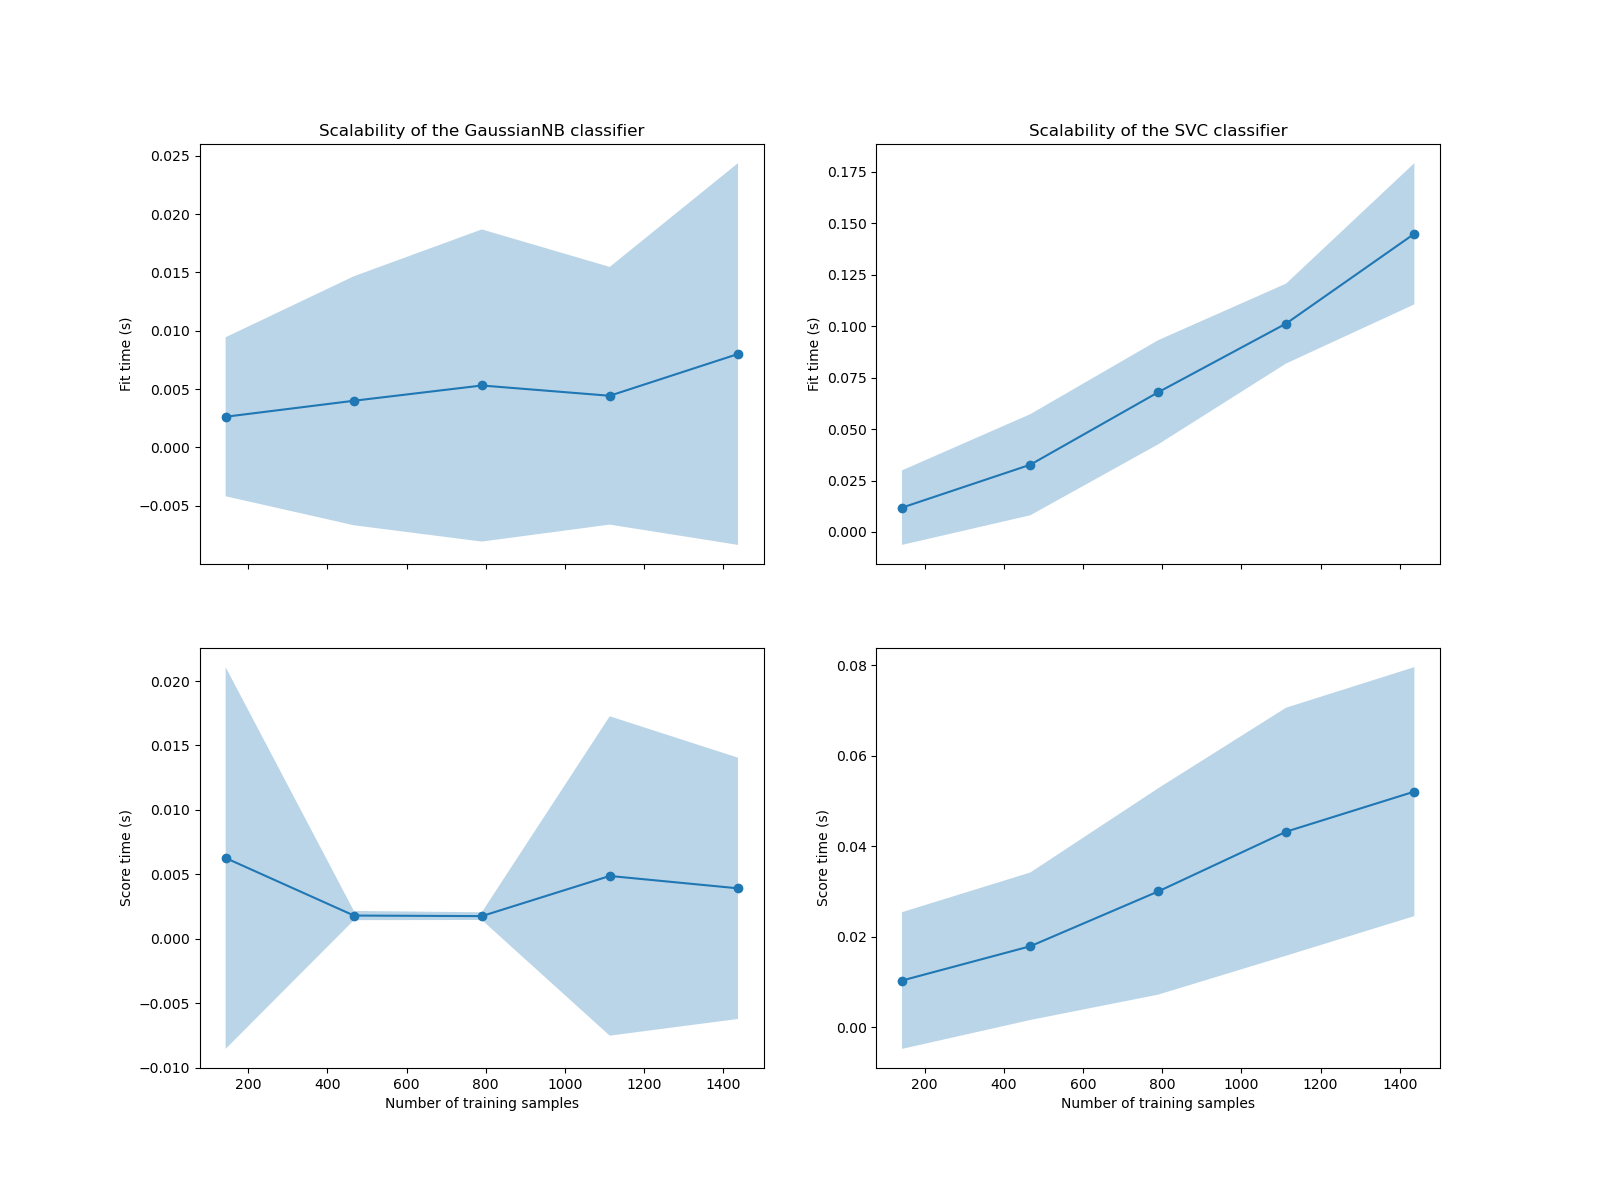 Scalability of the GaussianNB classifier
0.025
0.020
0.015
0.010
0.005
0.000
−0.005
Fit time (s)
Scalability of the SVC classifier
0.175
0.150
0.125
0.100
0.075
0.050
0.025
0.000
Fit time (s)
0.020
0.015
0.010
0.005
0.000
−0.005
−0.010
Score time (s)
200 400 600 800 1000 1200 1400
Number of training samples
0.08
0.06
0.04
0.02
0.00
Score time (s)
200 400 600 800 1000 1200 1400
Number of training samples